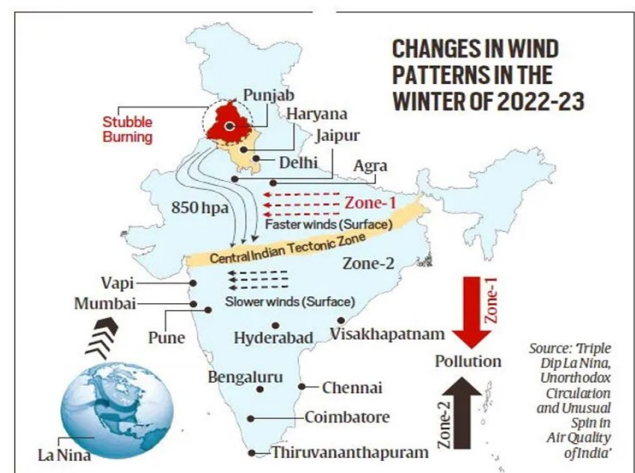 CHANGES IN WIND
PATTERNS IN THE
WINTER OF 2022-23
Punjab
Stubble
Burning
Haryana
Jaipur
Delhi
Agra
850 hpa
Zone-1
Faster winds (Surface)
Central Indian Tectonic Zone
Zone-2
Vapi
Slower winds (Surface)
Mumbai
Pune
Hyderabad
Visakhapatnam
Zone-1
Pollution
Zone-2
Bengaluru
Chennai
Coimbatore
Thiruvananthapuram
La Nina
Source: 'Triple
Dip La Nina,
Unorthodox
Circulation
and Unusual
Spin in
Air Quality
of India'